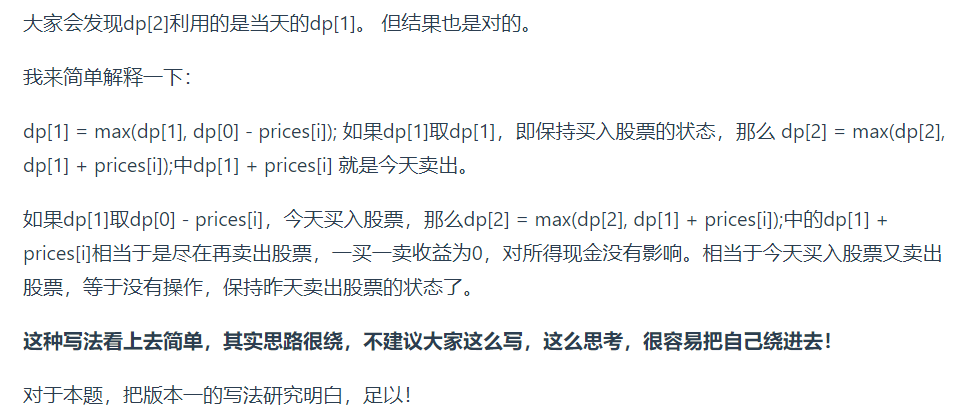 大家会发现dp[2]利用的是当天的dp[1]。 但结果也是对的。
我来简单解释一下：
dp[1] = max(dp[1], dp[0] - prices[i]); 如果dp[1]取dp[1]，即保持买入股票的状态，那么 dp[2] = max(dp[2],
dp[1] + prices[i]);中dp[1] + prices[i] 就是今天卖出。
如果dp[1]取dp[0] - prices[i]，今天买入股票，那么dp[2] = max(dp[2], dp[1] + prices[i]);中的dp[1] +
prices[i]相当于是尽在再卖出股票，一买一卖收益为0，对所得现金没有影响。相当于今天买入股票又卖出
股票，等于没有操作，保持昨天卖出股票的状态了。
这种写法看上去简单，其实思路很绕，不建议大家这么写，这么思考，很容易把自己绕进去！
对于本题，把版本一的写法研究明白，足以！